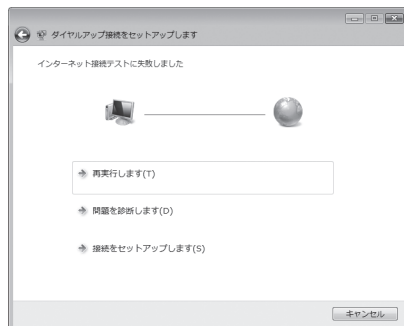 ダイヤルアップ接続をセットアップします
インターネット接続テストに失敗しました
再実行します(T)
問題を診断します(D)
接続をセットアップします(S)
キャンセル